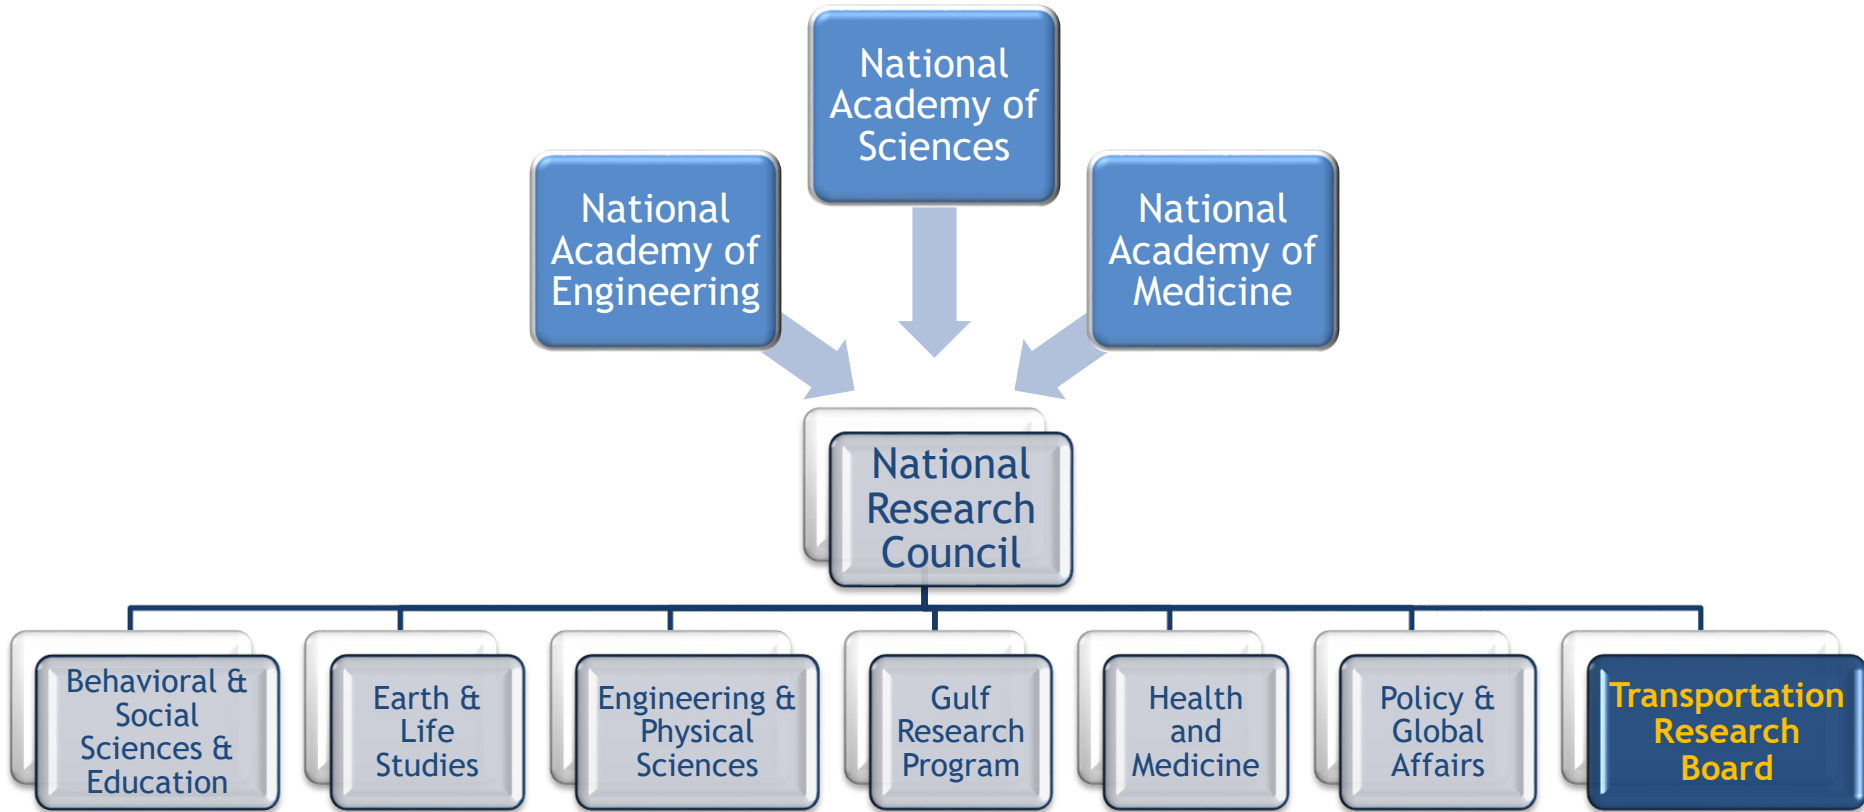 National
Academy of
Sciences
National
Academy of
Engineering
National
Academy of
Medicine
National
Research
Council
Behavioral &
Social
Sciences &
Education
Earth &
Life
Studies
Engineering &
Physical
Sciences
Gulf
Research
Program
Health
and
Medicine
Policy &
Global
Affairs
Transportation
Research
Board